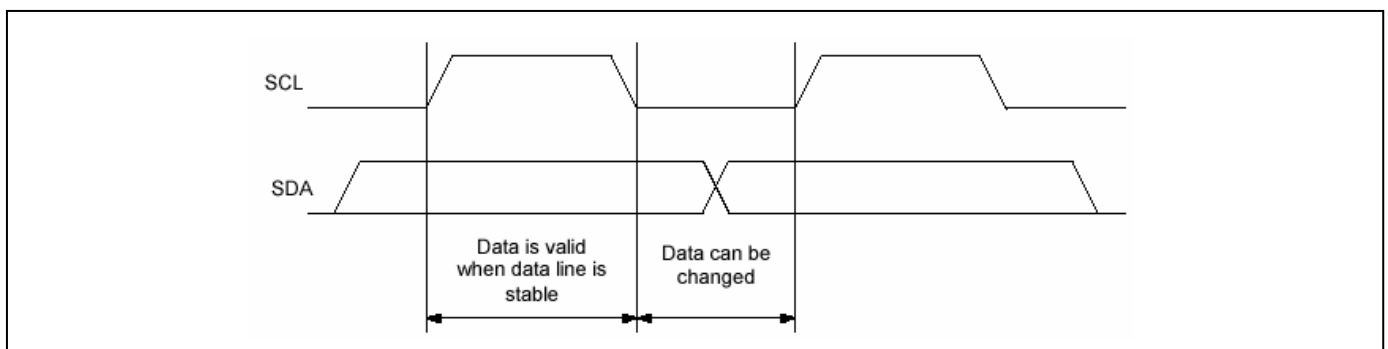 SCL
SDA
Data is valid
when data line is
stable
Data can be
changed